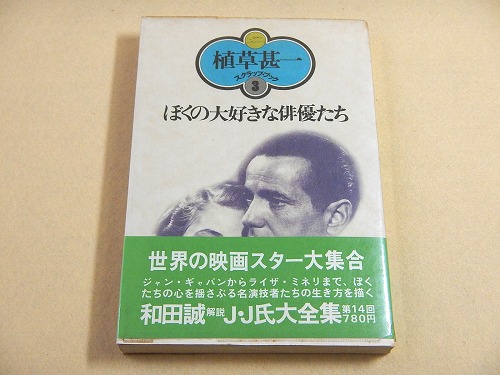 植草甚一
スクラップ・ブック
3
ぼくの大好きな俳優たち
世界の映画スター大集合
ジャン・ギャバンからライザ・ミネリまで、ぼく
たちの心を揺さぶる名演技者たちの生き方を描く
和田誠解説J・J氏大全集第14回
780円